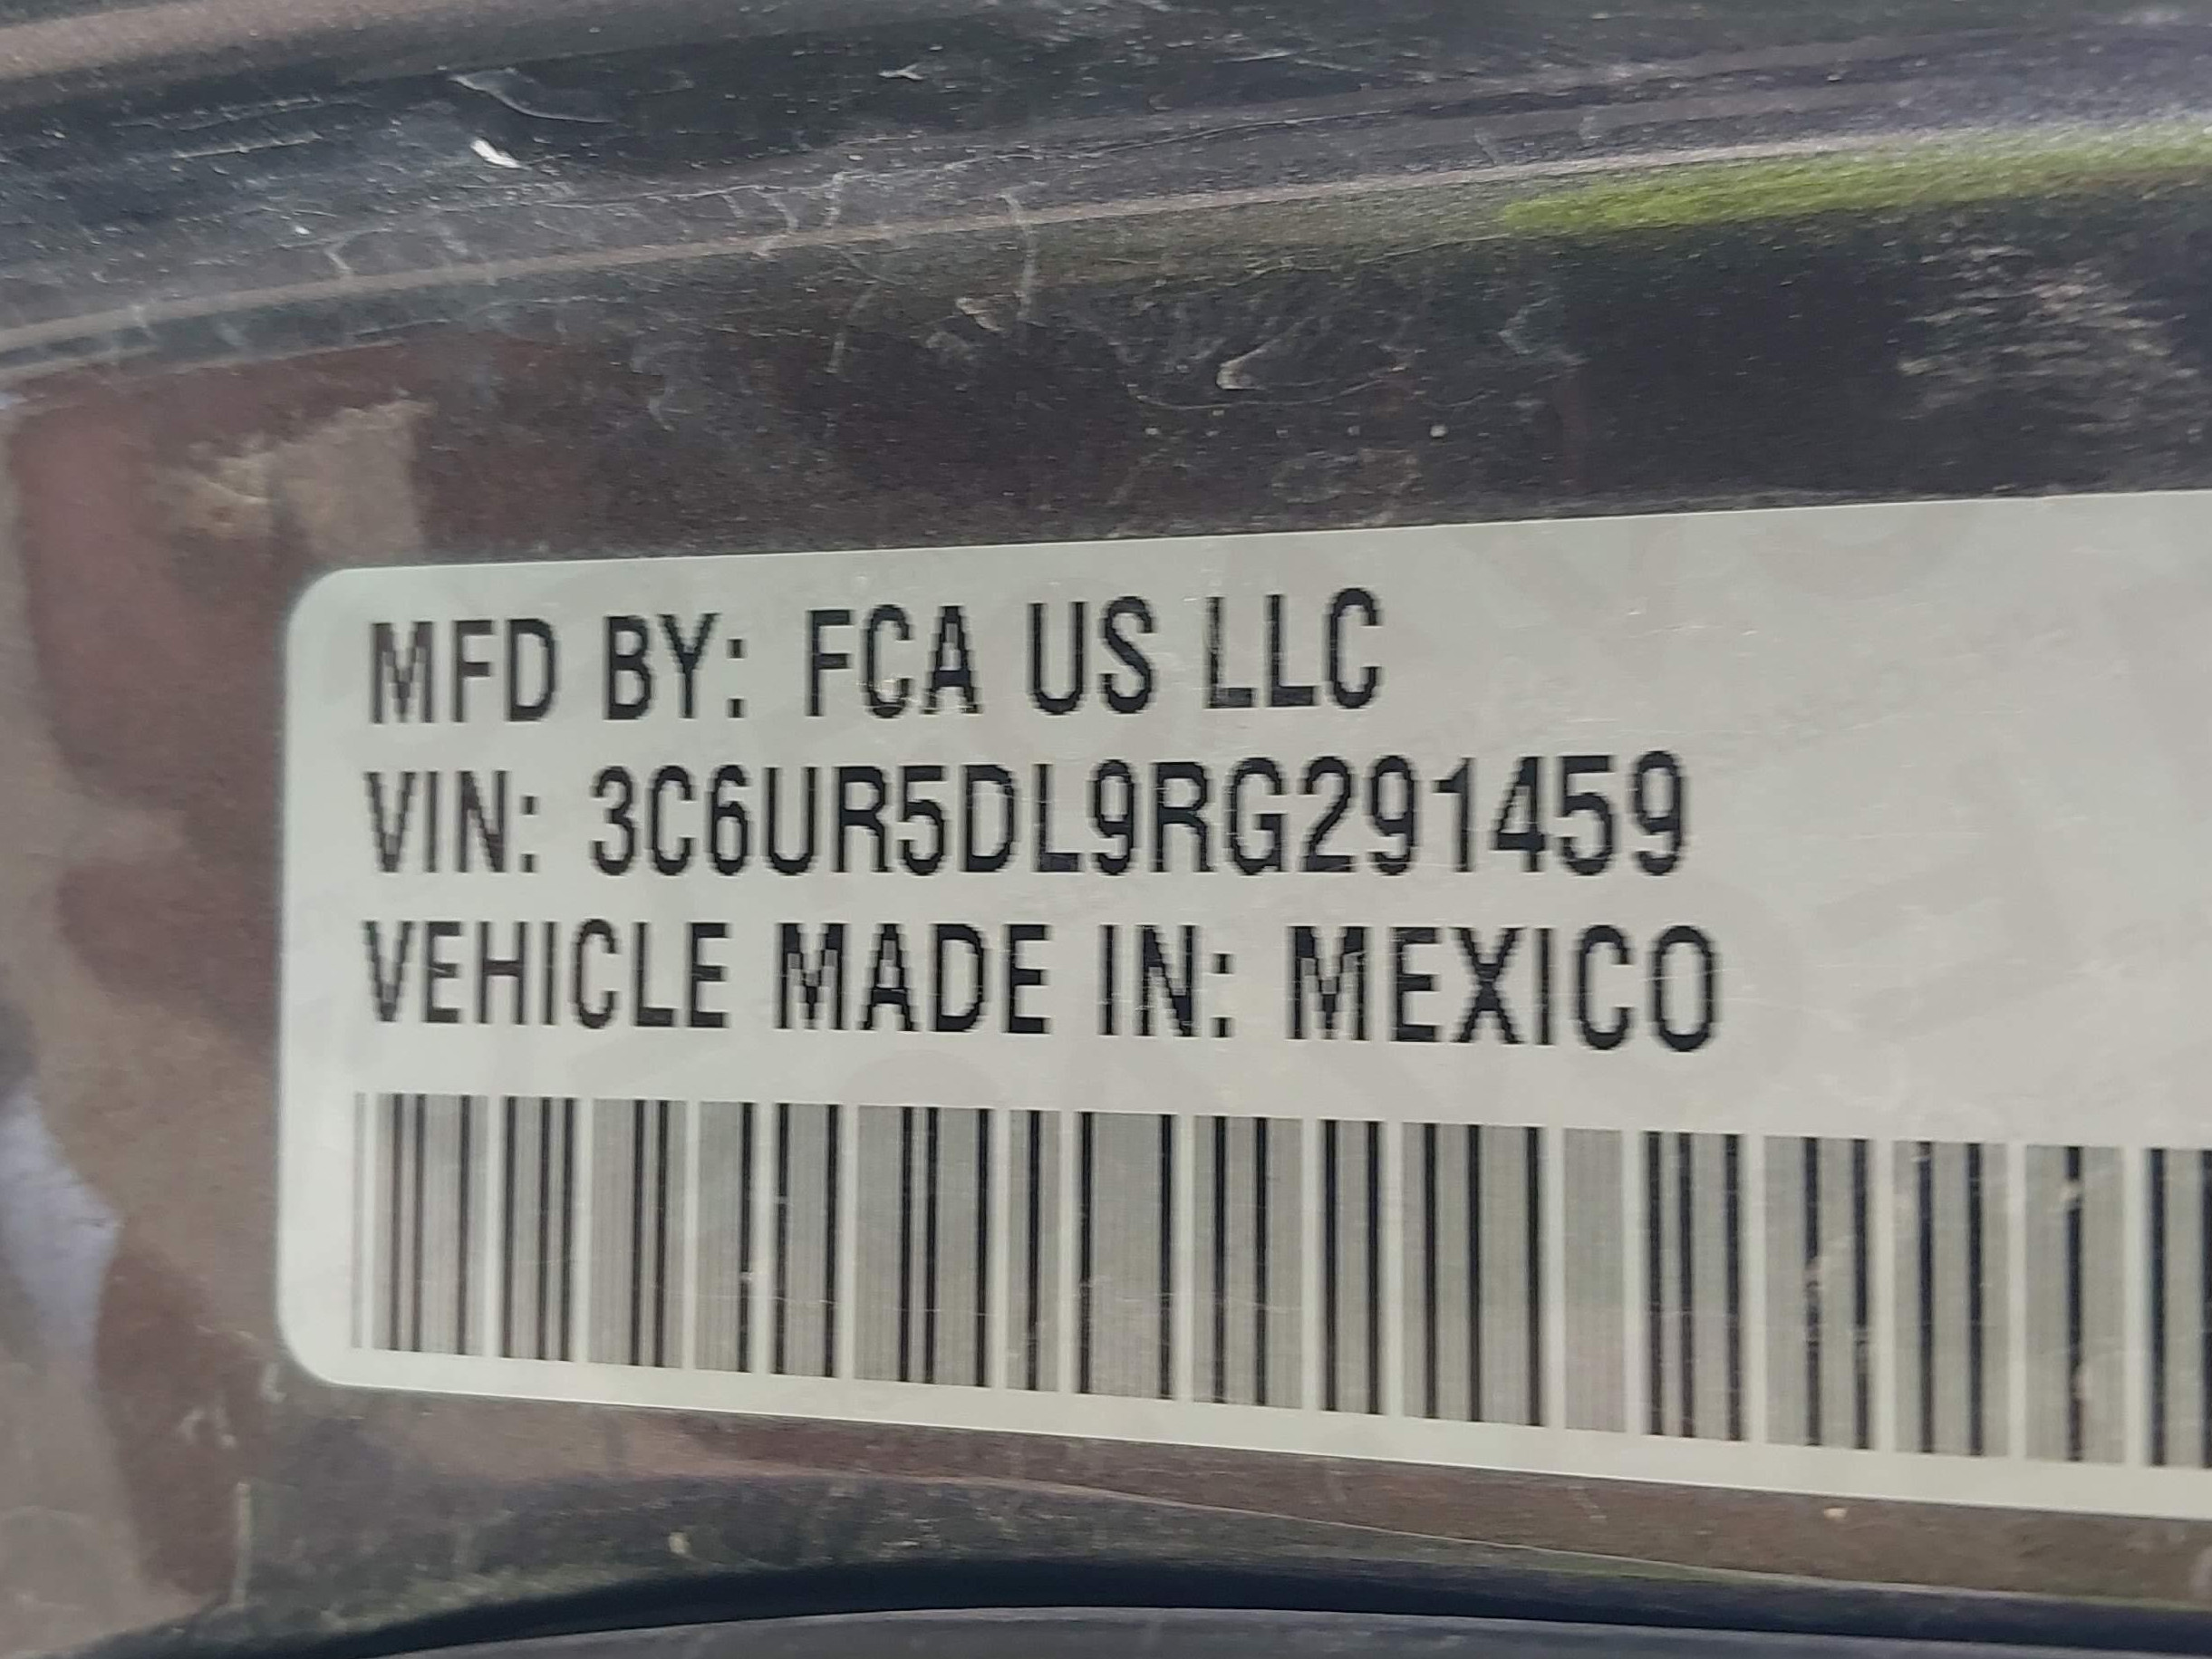 MFD BY: FCA US LLC
VIN: 3C6UR5DL9RG291459
VEHICLE MADE IN: MEXICO